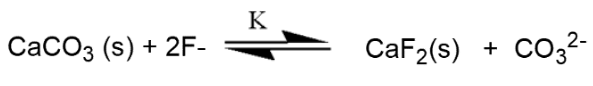 K
CaCO₃ (s) + 2F- ⇌ CaF₂(s) + CO₃²⁻